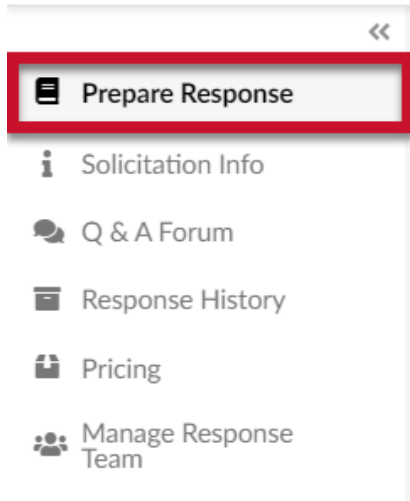 Prepare Response
Solicitation Info
Q & A Forum
Response History
Pricing
Manage Response
Team